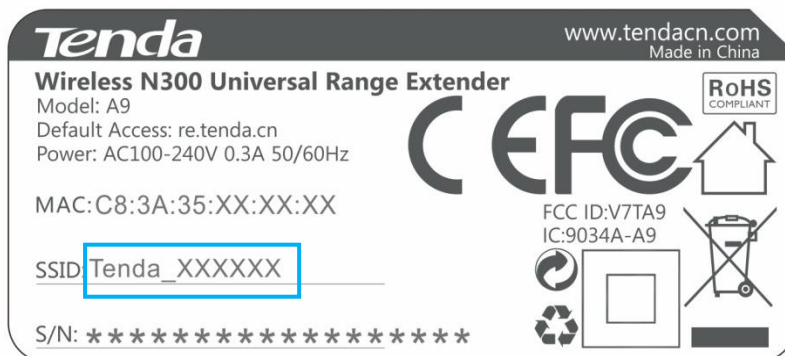 Tenda
www.tendacn.com
Made in China
Wireless N300 Universal Range Extender
Model: A9
Default Access: re.tenda.cn
Power: AC100-240V 0.3A 50/60Hz
CE FC
RoHS
COMPLIANT
MAC: C8:3A:35:XX:XX:XX
FCC ID:V7TA9
IC:9034A-A9
SSID: Tenda_XXXXXX
S/N: ******************